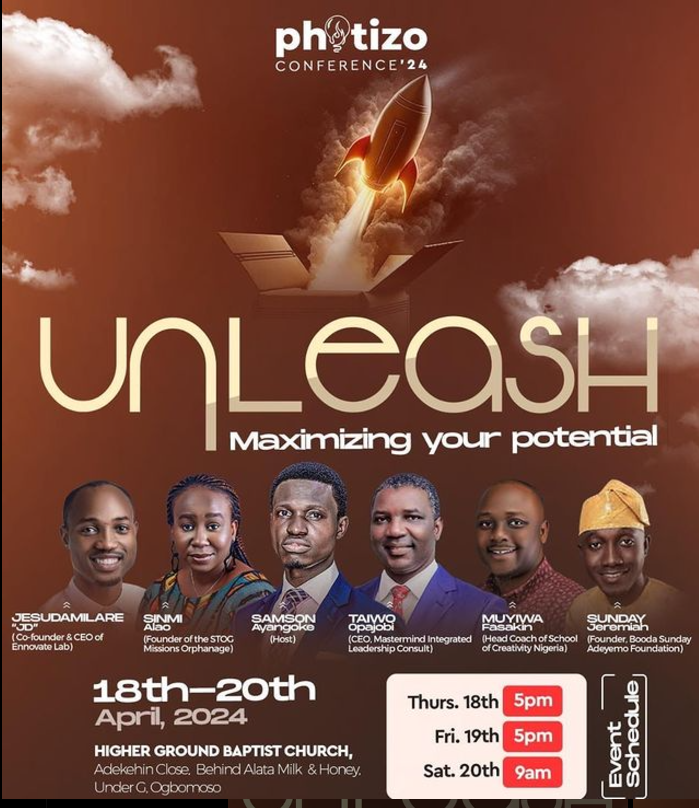 photizo
CONFERENCE'24
UNLEASH
Maximizing your potential
JESUDAMILARE
"JD"
(Co-founder & CEO of
Ennovate Lab)
SINMI
Alao
(Founder of the STOG
Missions Orphanage)
SAMSON
Ayangoke
(Host)
TAIWO
Opajobi
(CEO, Mastermind Integrated
Leadership Consult)
MUYIWA
Fasakin
(Head Coach of School
of Creativity Nigeria)
SUNDAY
Jeremiah
(Founder, Booda Sunday
Adeyemo Foundation)
18th—20th
April, 2024
HIGHER GROUND BAPTIST CHURCH,
Adekehin Close, Behind Alata Milk & Honey,
Under G, Ogbomoso
Thurs. 18th 5pm
Fri. 19th 5pm
Sat. 20th 9am
Event
Schedule